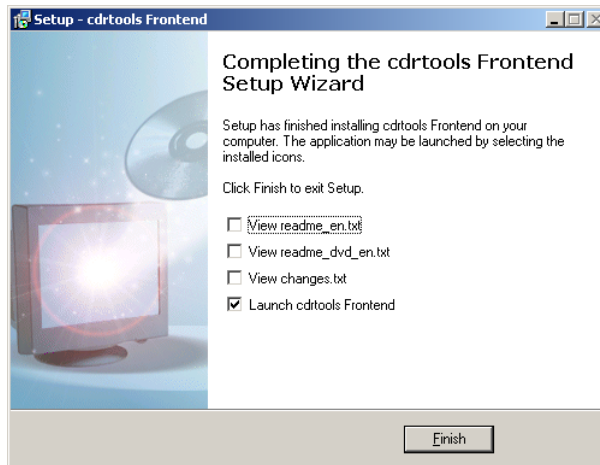 Setup - cdrtools Frontend
Completing the cdrtools Frontend
Setup Wizard
Setup has finished installing cdrtools Frontend on your
computer. The application may be launched by selecting the
installed icons.
Click Finish to exit Setup.
View readme_en.txt
View readme_dvd_en.txt
View changes.txt
Launch cdrtools Frontend
Finish